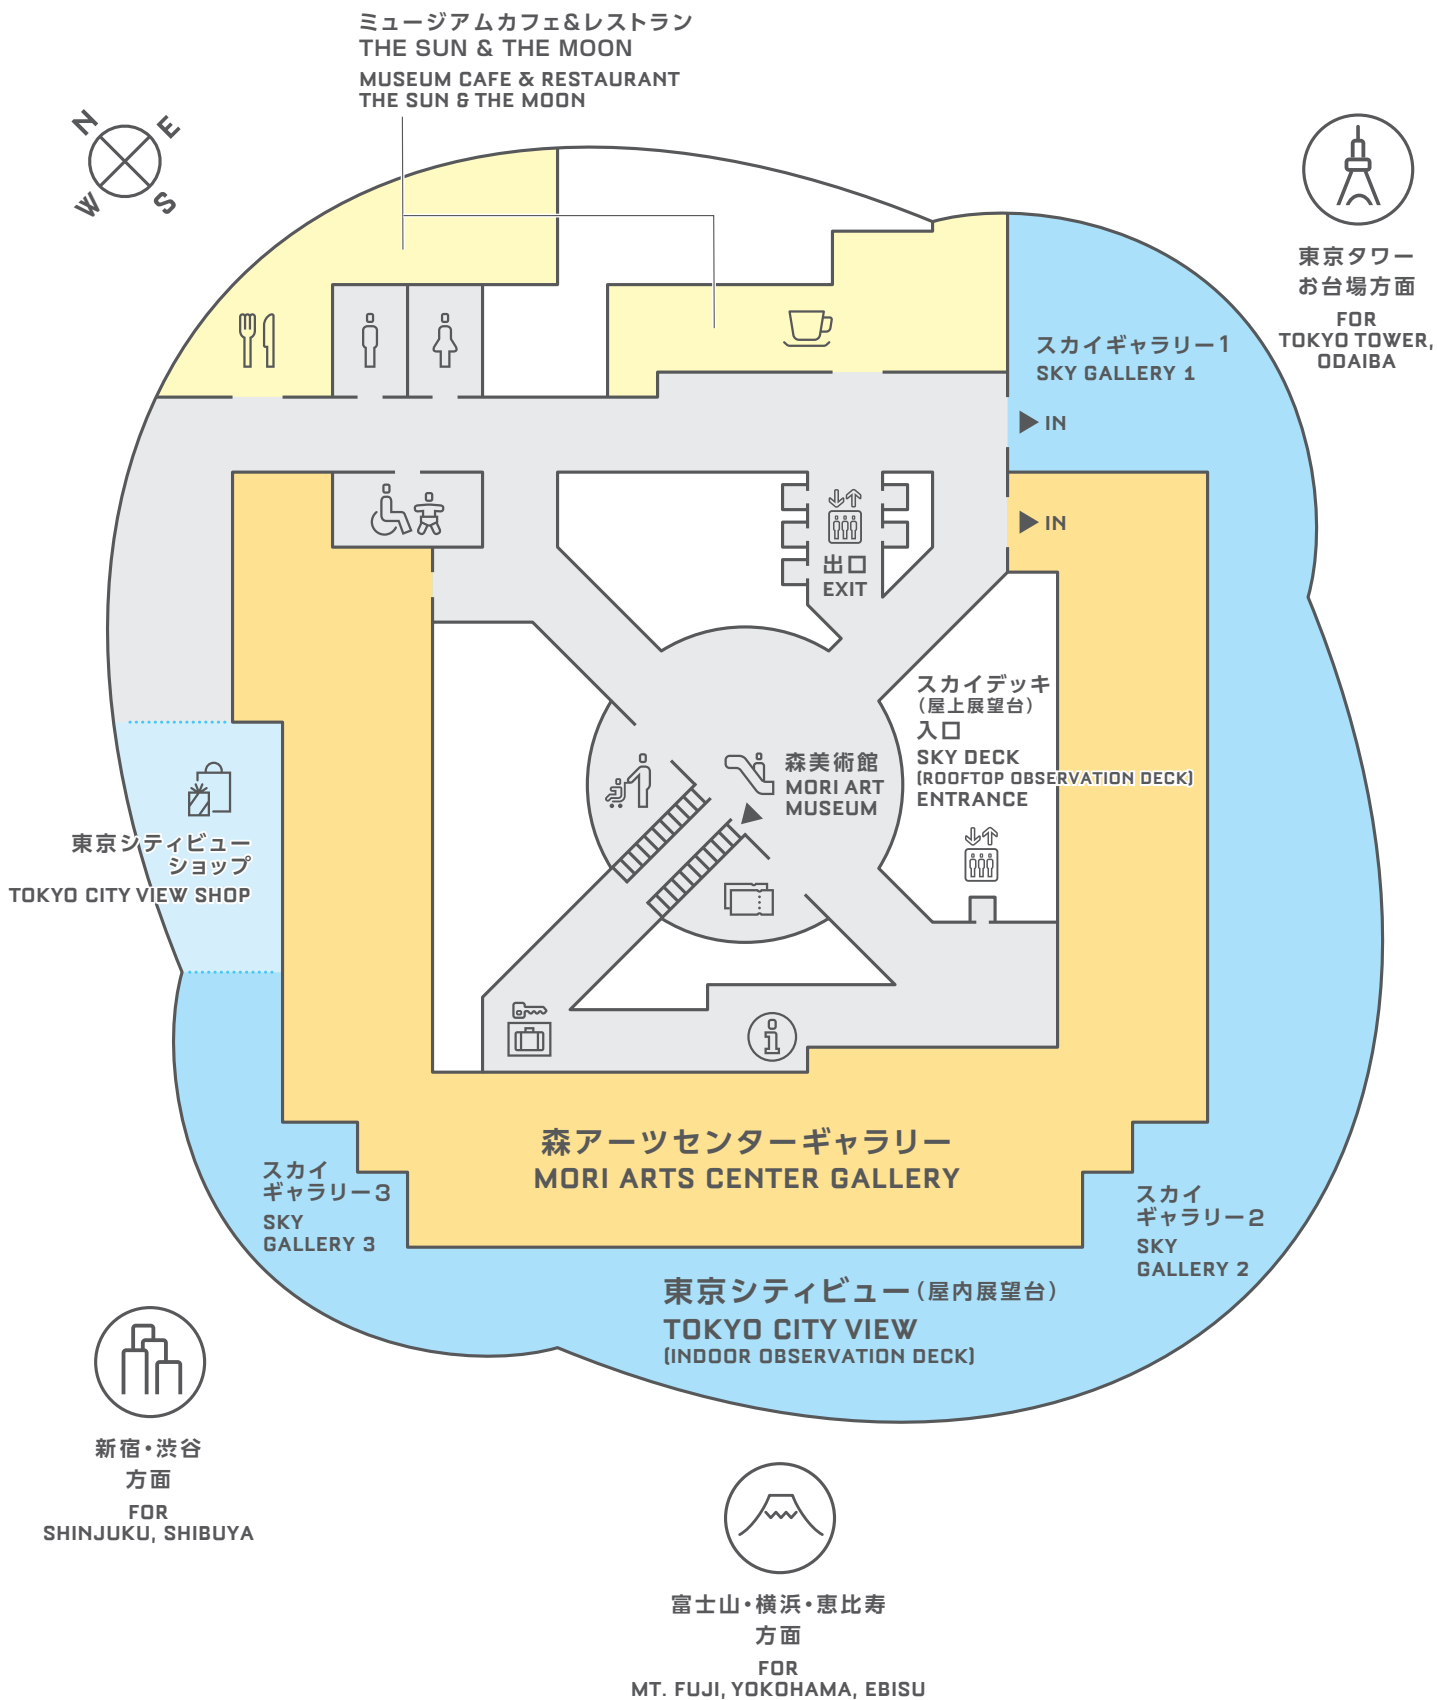 ミュージアムカフェ&レストラン
THE SUN & THE MOON
MUSEUM CAFE & RESTAURANT
THE SUN & THE MOON
N
E
W
S
東京タワー
お台場方面
FOR
TOKYO TOWER,
ODAIBA
スカイギャラリー1
SKY GALLERY 1
IN
IN
出口
EXIT
スカイデッキ
(屋上展望台)
入口
SKY DECK
(ROOFTOP OBSERVATION DECK)
ENTRANCE
森美術館
MORI ART
MUSEUM
東京シティビュー
ショップ
TOKYO CITY VIEW SHOP
森アーツセンターギャラリー
MORI ARTS CENTER GALLERY
スカイ
ギャラリー3
SKY
GALLERY 3
スカイ
ギャラリー2
SKY
GALLERY 2
東京シティビュー(屋内展望台)
TOKYO CITY VIEW
(INDOOR OBSERVATION DECK)
新宿・渋谷
方面
FOR
SHINJUKU, SHIBUYA
富士山・横浜・恵比寿
方面
FOR
MT. FUJI, YOKOHAMA, EBISU